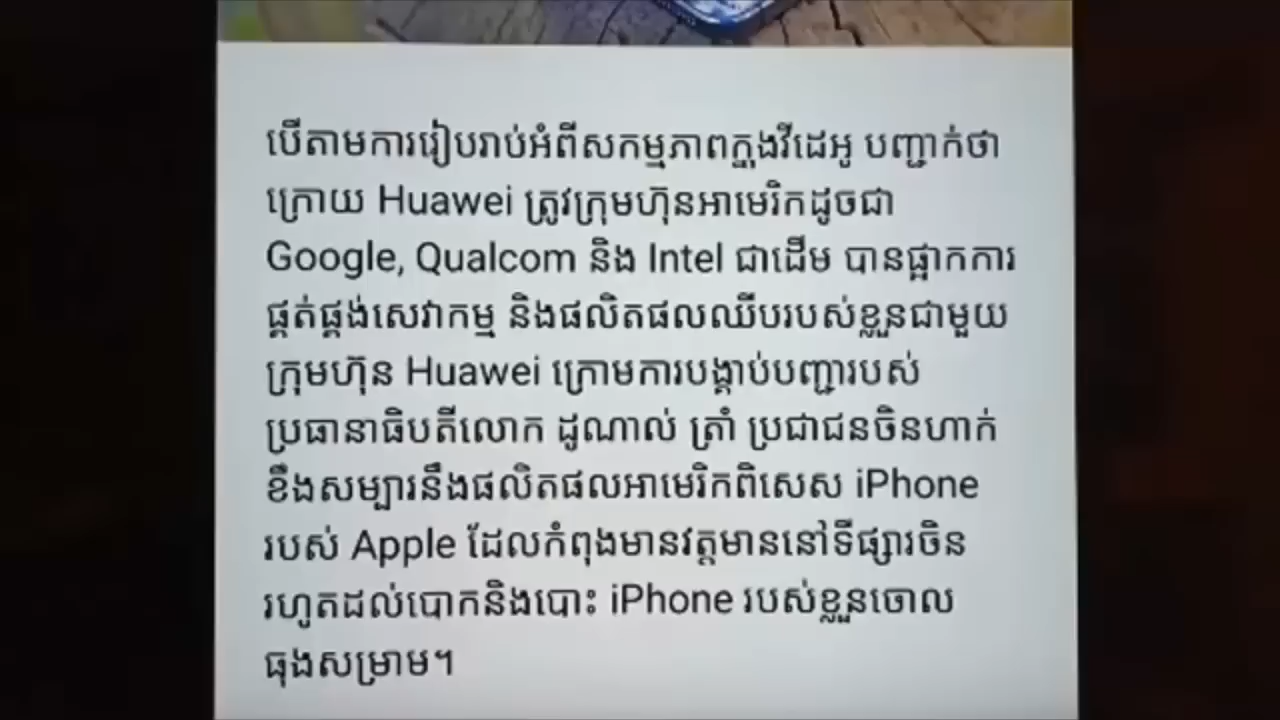 បើតាមការរៀបរាប់អំពីសកម្មភាពក្នុងវីដេអូ បញ្ជាក់ថា
ក្រោយ Huawei ត្រូវក្រុមហ៊ុនអាមេរិកដូចជា
Google, Qualcom និង Intel ជាដើម បានផ្អាកការ
ផ្គត់ផ្គង់សេវាកម្ម និងផលិតផលឈីបរបស់ខ្លួនជាមួយ
ក្រុមហ៊ុន Huawei ក្រោមការបង្គាប់បញ្ជារបស់
ប្រធានាធិបតីលោក ដូណាល់ ត្រាំ ប្រជាជនចិនហាក់
ខឹងសម្បារនឹងផលិតផលអាមេរិកពិសេស iPhone
របស់ Apple ដែលកំពុងមានវត្តមាននៅទីផ្សារចិន
រហូតដល់បោកនិងបោះ iPhone របស់ខ្លួនចោល
ធុងសម្រាម។